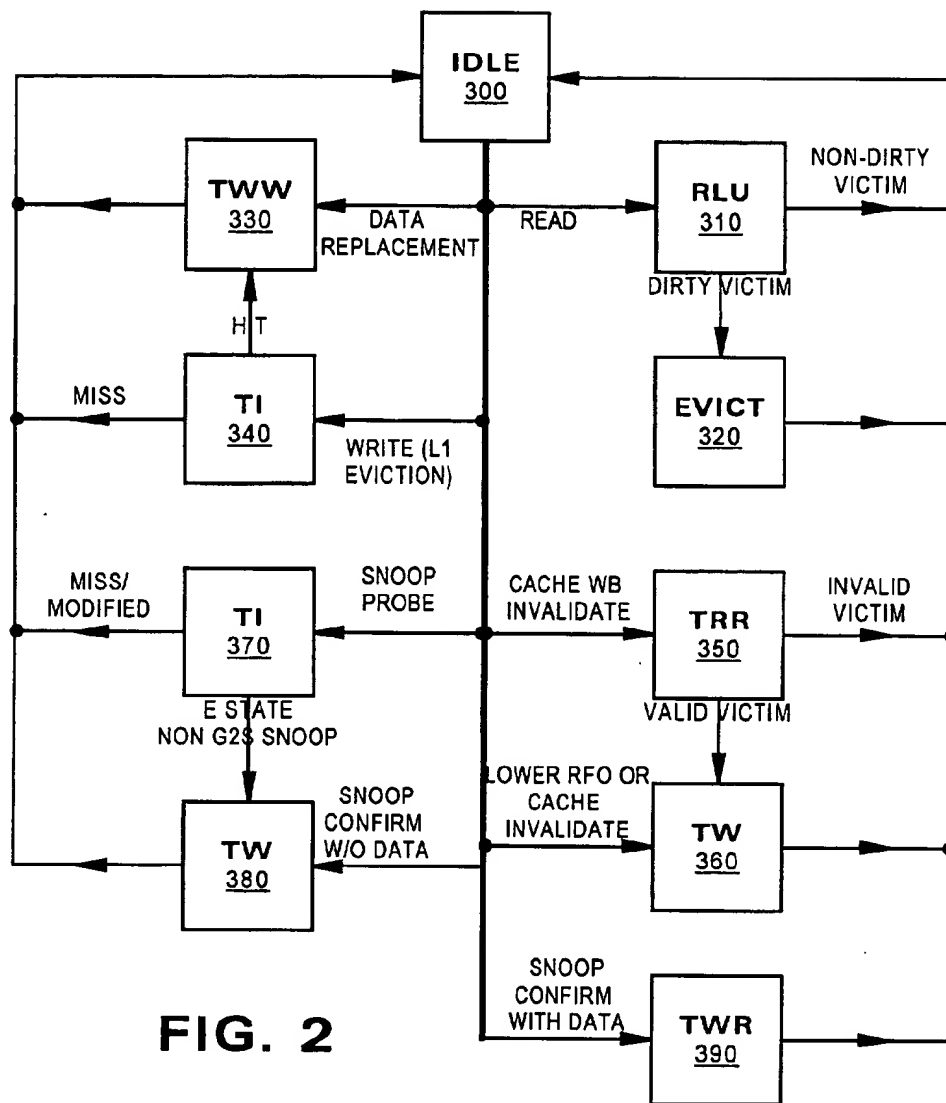 IDLE
300
TWW
330
DATA
REPLACEMENT
READ
RLU
310
NON-DIRTY
VICTIM
DIRTY VICTIM
HIT
MISS
TI
340
WRITE (L1
EVICTION)
EVICT
320
MISS/
MODIFIED
TI
370
SNOOP
PROBE
CACHE WB
INVALIDATE
TRR
350
INVALID
VICTIM
E STATE
NON G2S SNOOP
VALID VICTIM
TW
380
SNOOP
CONFIRM
W/O DATA
LOWER RFO OR
CACHE
INVALIDATE
TW
360
SNOOP
CONFIRM
WITH DATA
TWR
390
FIG. 2